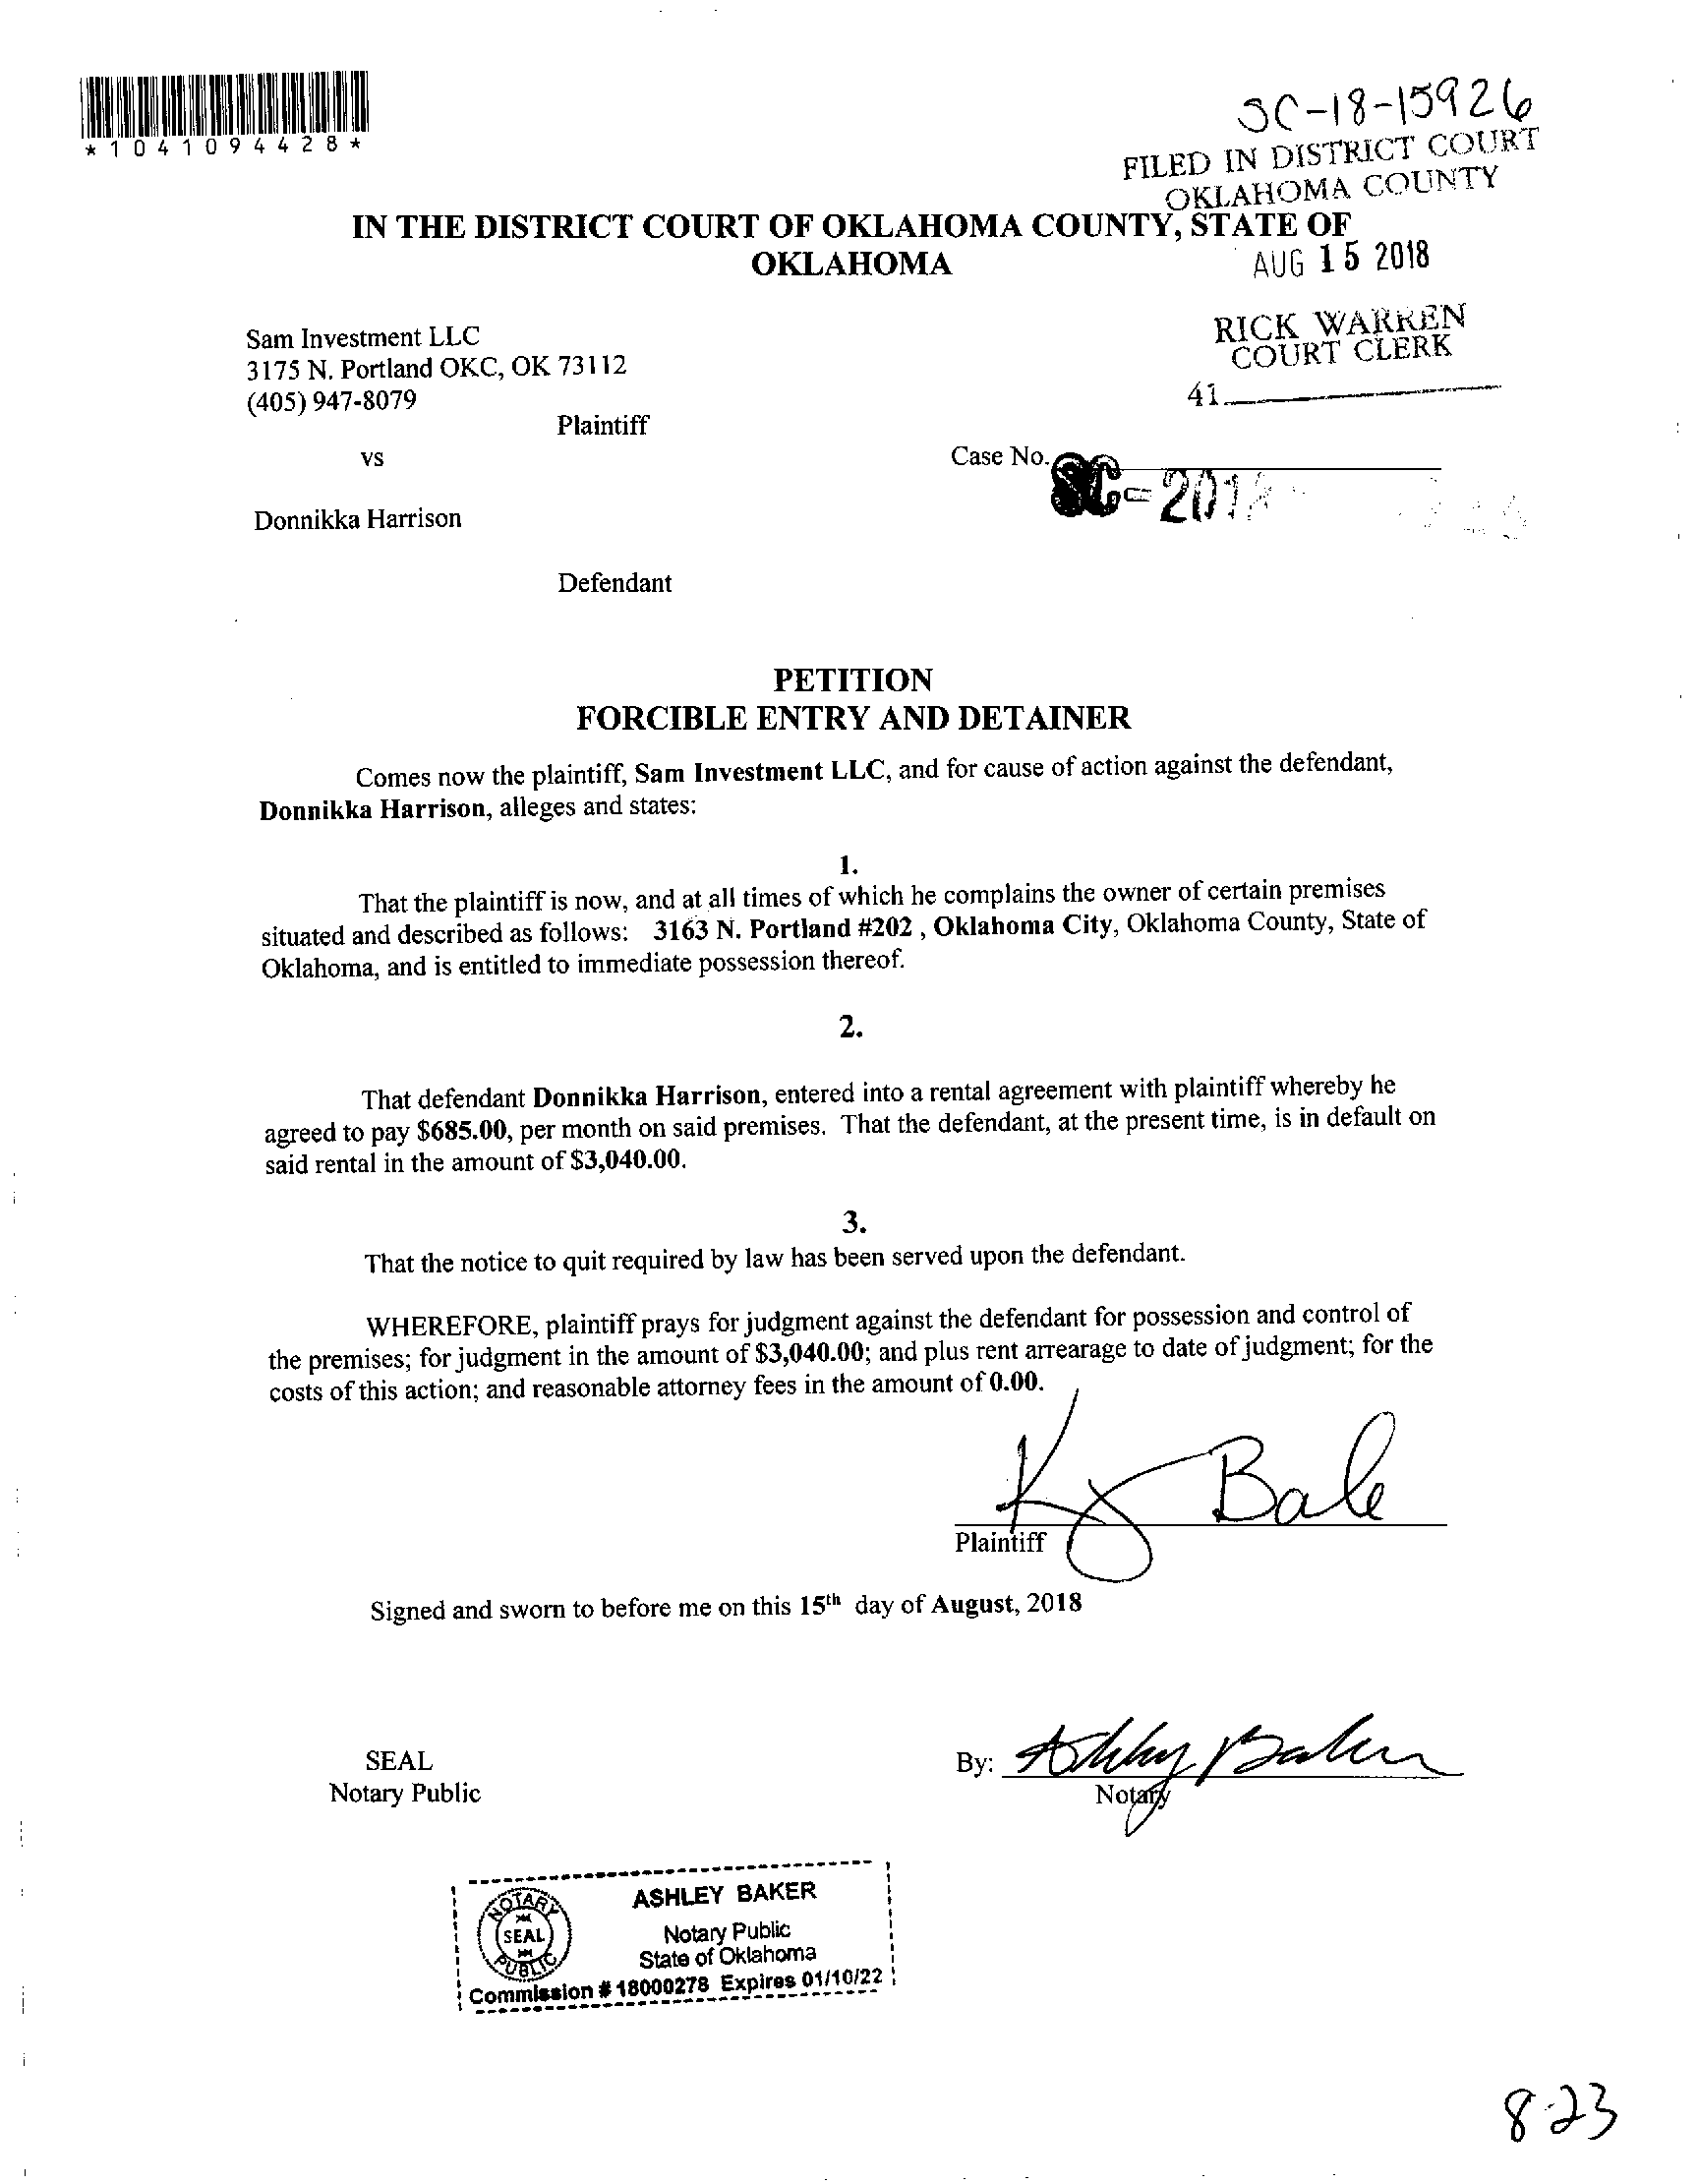 *1041094428*
SC-18-15926
FILED IN DISTRICT COURT
OKLAHOMA COUNTY
IN THE DISTRICT COURT OF OKLAHOMA COUNTY, STATE OF
OKLAHOMA
AUG 15 2018
RICK WARREN
COURT CLERK
41
Sam Investment LLC
3175 N. Portland OKC, OK 73112
(405) 947-8079
Plaintiff
vs
Case No.
SC-201
Donnikka Harrison
Defendant
PETITION
FORCIBLE ENTRY AND DETAINER
Comes now the plaintiff, Sam Investment LLC, and for cause of action against the defendant,
Donnikka Harrison, alleges and states:
1.
That the plaintiff is now, and at all times of which he complains the owner of certain premises
situated and described as follows: 3163 N. Portland #202 , Oklahoma City, Oklahoma County, State of
Oklahoma, and is entitled to immediate possession thereof.
2.
That defendant Donnikka Harrison, entered into a rental agreement with plaintiff whereby he
agreed to pay $685.00, per month on said premises. That the defendant, at the present time, is in default on
said rental in the amount of $3,040.00.
3.
That the notice to quit required by law has been served upon the defendant.
WHEREFORE, plaintiff prays for judgment against the defendant for possession and control of
the premises; for judgment in the amount of $3,040.00; and plus rent arrearage to date of judgment; for the
costs of this action; and reasonable attorney fees in the amount of 0.00.
Plaintiff
Signed and sworn to before me on this 15th day of August, 2018
SEAL
Notary Public
By: Ashley Baker
Notary
NOTARY
SEAL
PUBLIC
ASHLEY BAKER
Notary Public
State of Oklahoma
Commission # 18000278 Expires 01/10/22
8-23